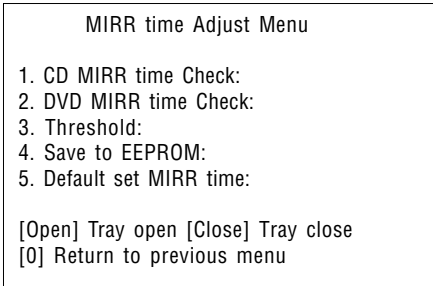 MIRR time Adjust Menu
1. CD MIRR time Check:
2. DVD MIRR time Check:
3. Threshold:
4. Save to EEPROM:
5. Default set MIRR time:
[Open] Tray open [Close] Tray close
[0] Return to previous menu